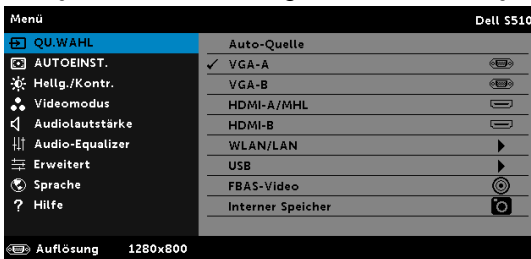 Menü
Dell S510
QU.WAHL
AUTOEINST.
Hellg./Kontr.
Videomodus
Audiolautstärke
Audio-Equalizer
Erweitert
Sprache
? Hilfe
Auto-Quelle
✓ VGA-A
VGA-B
HDMI-A/MHL
HDMI-B
WLAN/LAN
USB
FBAS-Video
Interner Speicher
Auflösung 1280x800